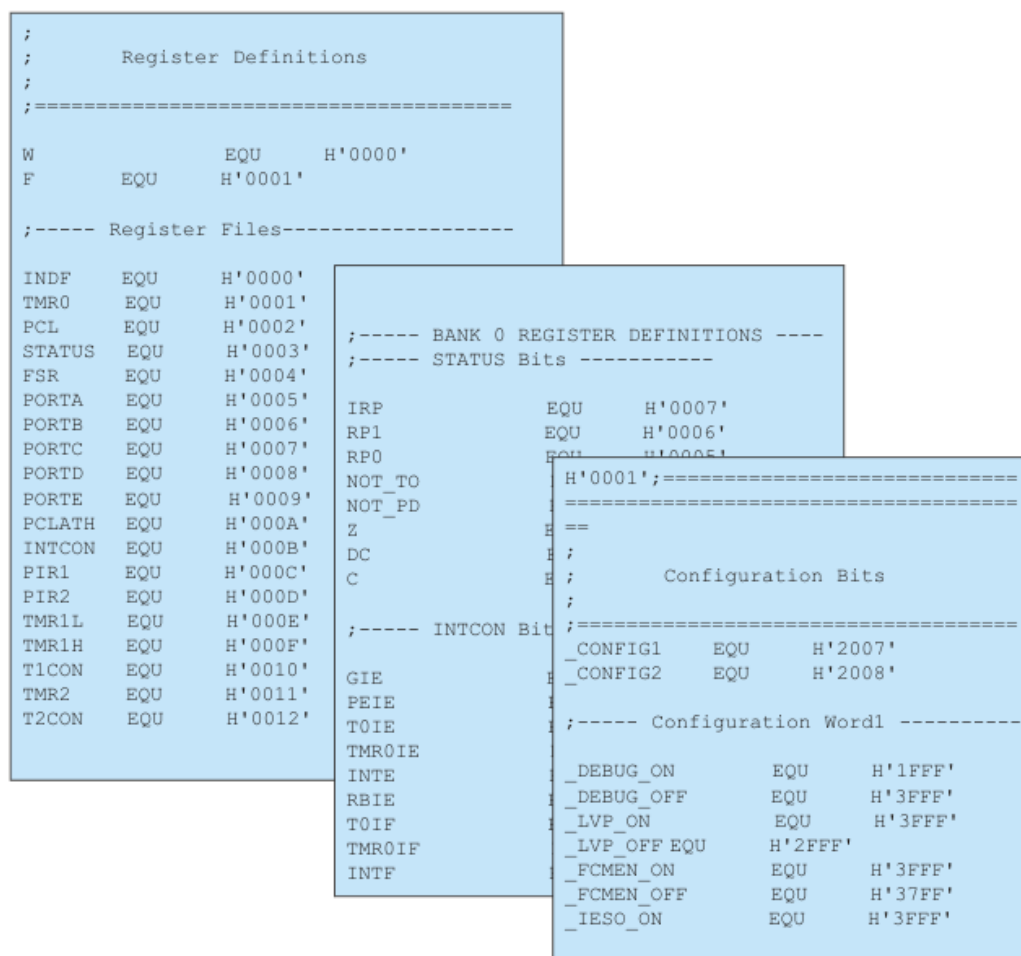 ;
;       Register Definitions
;
;=======================================
W                EQU     H'0000'
F       EQU     H'0001'
;----- Register Files-------------------
INDF    EQU     H'0000'
TMR0    EQU     H'0001'
PCL     EQU     H'0002'
STATUS  EQU     H'0003'
FSR     EQU     H'0004'
PORTA   EQU     H'0005'
PORTB   EQU     H'0006'
PORTC   EQU     H'0007'
PORTD   EQU     H'0008'
PORTE   EQU     H'0009'
PCLATH  EQU     H'000A'
INTCON  EQU     H'000B'
PIR1    EQU     H'000C'
PIR2    EQU     H'000D'
TMR1L   EQU     H'000E'
TMR1H   EQU     H'000F'
T1CON   EQU     H'0010'
TMR2    EQU     H'0011'
T2CON   EQU     H'0012'
;----- BANK 0 REGISTER DEFINITIONS ----
;----- STATUS Bits -----------
IRP             EQU     H'0007'
RP1             EQU     H'0006'
RP0             EQU     H'0005'
NOT_TO
NOT_PD
Z
DC
C
;----- INTCON Bit
GIE
PEIE
T0IE
TMR0IE
INTE
RBIE
T0IF
TMR0IF
INTF
H'0001';=============================
=====================================
==
;
;       Configuration Bits
;
;====================================
_CONFIG1    EQU     H'2007'
_CONFIG2    EQU     H'2008'
;----- Configuration Word1 ----------
_DEBUG_ON       EQU     H'1FFF'
_DEBUG_OFF      EQU     H'3FFF'
_LVP_ON         EQU     H'3FFF'
_LVP_OFF EQU     H'2FFF'
_FCMEN_ON       EQU     H'3FFF'
_FCMEN_OFF      EQU     H'37FF'
_IESO_ON        EQU     H'3FFF'